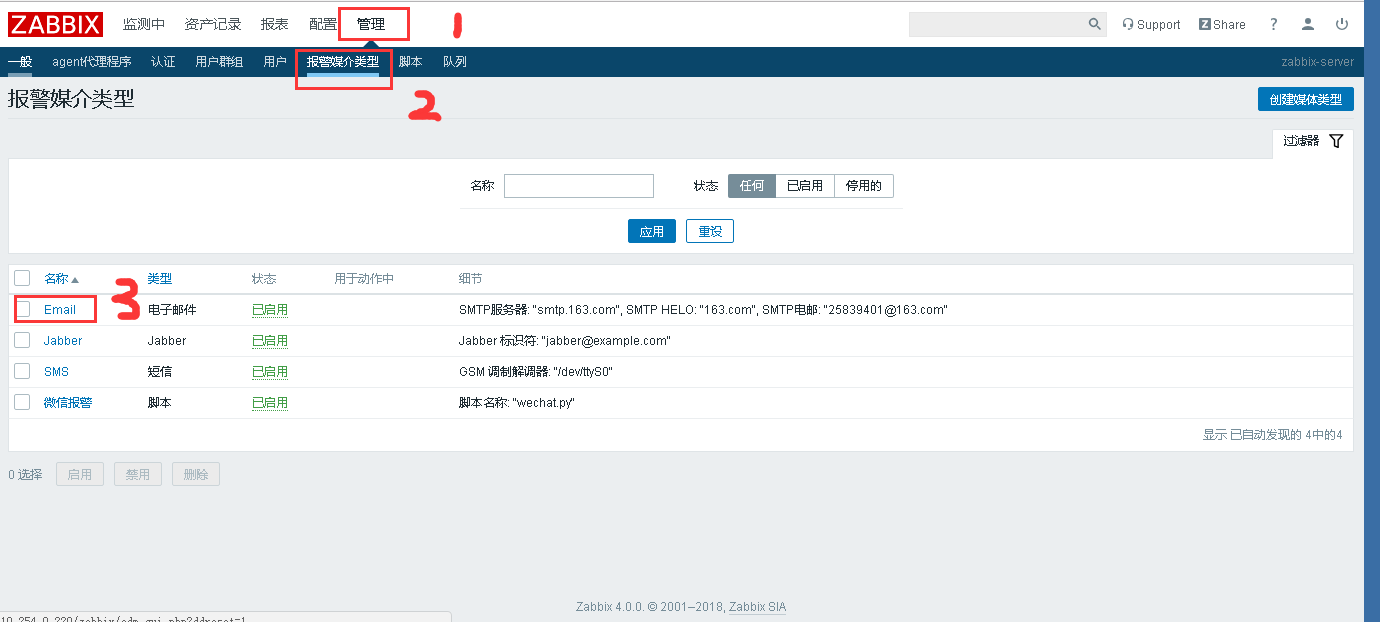 ZABBIX 监测中 资产记录 报表 配置 管理 1 Support Z Share ?
一般 agent代理程序 认证 用户群组 用户 报警媒介类型 脚本 队列 zabbix-server
报警媒介类型 2 创建媒体类型
过滤器
名称 状态 任何 已启用 停用的
应用 重设
名称 类型 状态 用于动作中 细节
3
Email 电子邮件 已启用 SMTP服务器: "smtp.163.com", SMTP HELO: "163.com", SMTP电邮: "25839401@163.com"
Jabber Jabber 已启用 Jabber 标识符: "jabber@example.com"
SMS 短信 已启用 GSM 调制解调器: "/dev/ttyS0"
微信报警 脚本 已启用 脚本名称: "wechat.py"
显示 已自动发现的 4中的4
0 选择 启用 禁用 删除
Zabbix 4.0.0. © 2001–2018, Zabbix SIA